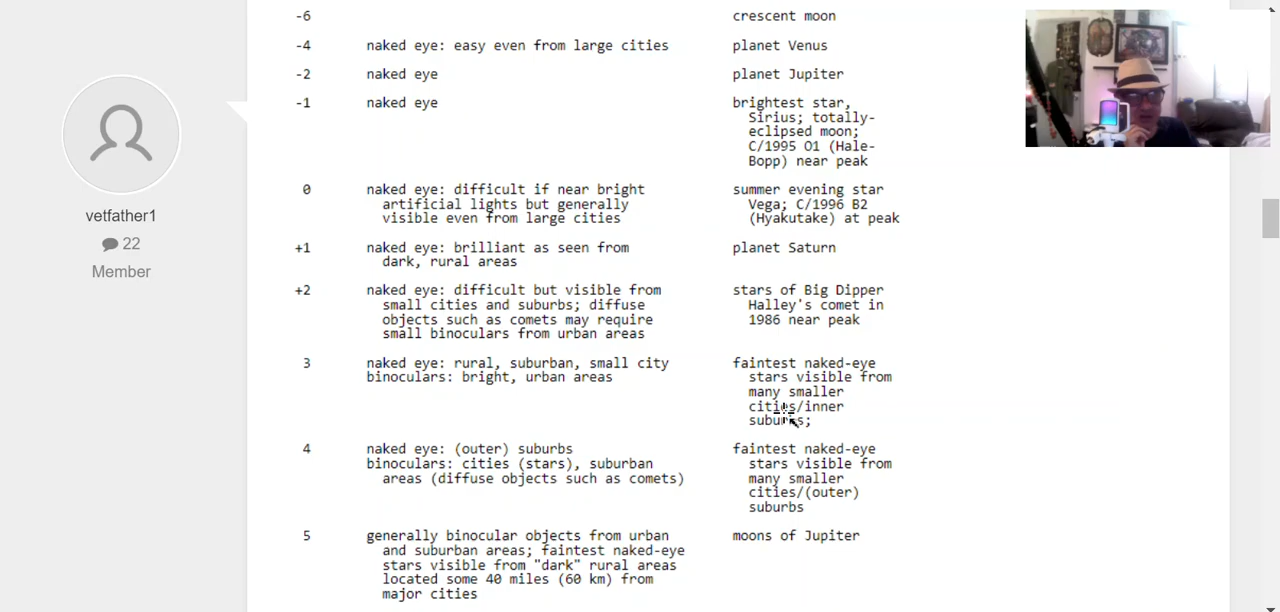 -6 crescent moon
-4 naked eye: easy even from large cities planet Venus
-2 naked eye planet Jupiter
-1 naked eye brightest star,
Sirius; totally-
eclipsed moon;
C/1995 O1 (Hale-
Bopp) near peak
0 naked eye: difficult if near bright summer evening star
artificial lights but generally Vega; C/1996 B2
visible even from large cities (Hyakutake) at peak
+1 naked eye: brilliant as seen from planet Saturn
dark, rural areas
+2 naked eye: difficult but visible from stars of Big Dipper
small cities and suburbs; diffuse Halley's comet in
objects such as comets may require 1986 near peak
small binoculars from urban areas
3 naked eye: rural, suburban, small city faintest naked-eye
binoculars: bright, urban areas stars visible from
many smaller
cities/inner
suburbs;
4 naked eye: (outer) suburbs faintest naked-eye
binoculars: cities (stars), suburban stars visible from
areas (diffuse objects such as comets) many smaller
cities/(outer)
suburbs
5 generally binocular objects from urban moons of Jupiter
and suburban areas; faintest naked-eye
stars visible from "dark" rural areas
located some 40 miles (60 km) from
major cities
vetfather1
22
Member